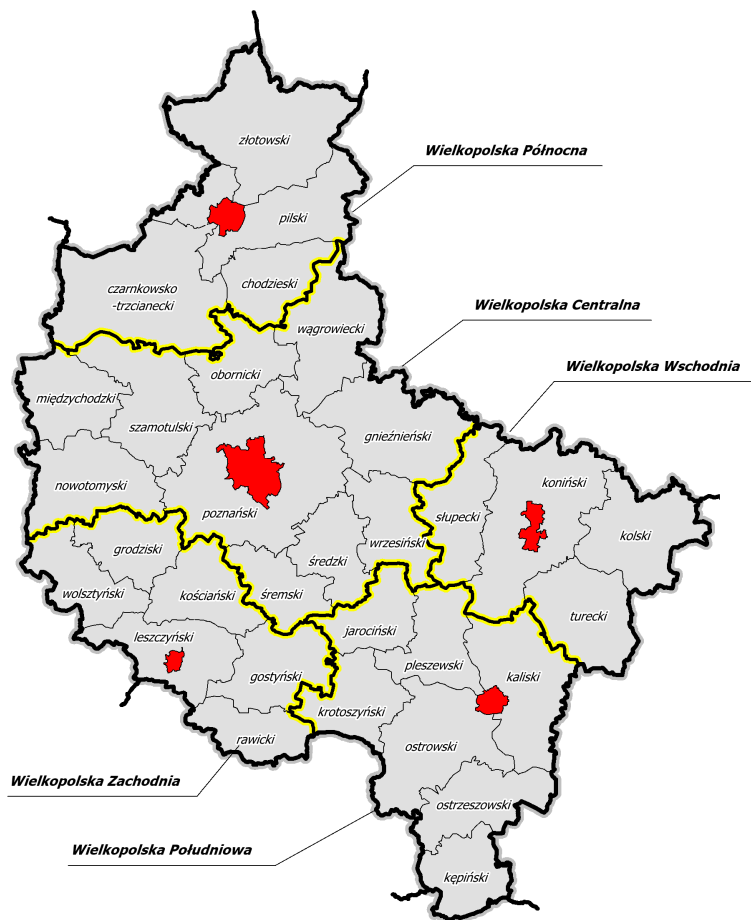 złotowski
Wielkopolska Północna
pilski
chodzieski
czarnkowsko
-trzcianecki
Wielkopolska Centralna
wągrowiecki
Wielkopolska Wschodnia
obornicki
międzychodzki
szamotulski
gnieźnieński
nowotomyski
koniński
poznański
słupecki
kolski
wrzesiński
grodziski
średzki
wolsztyński
kościański
śremski
turecki
leszczyński
jarociński
pleszewski
gostyński
kaliski
krotoszyński
rawicki
ostrowski
Wielkopolska Zachodnia
ostrzeszowski
Wielkopolska Południowa
kępiński